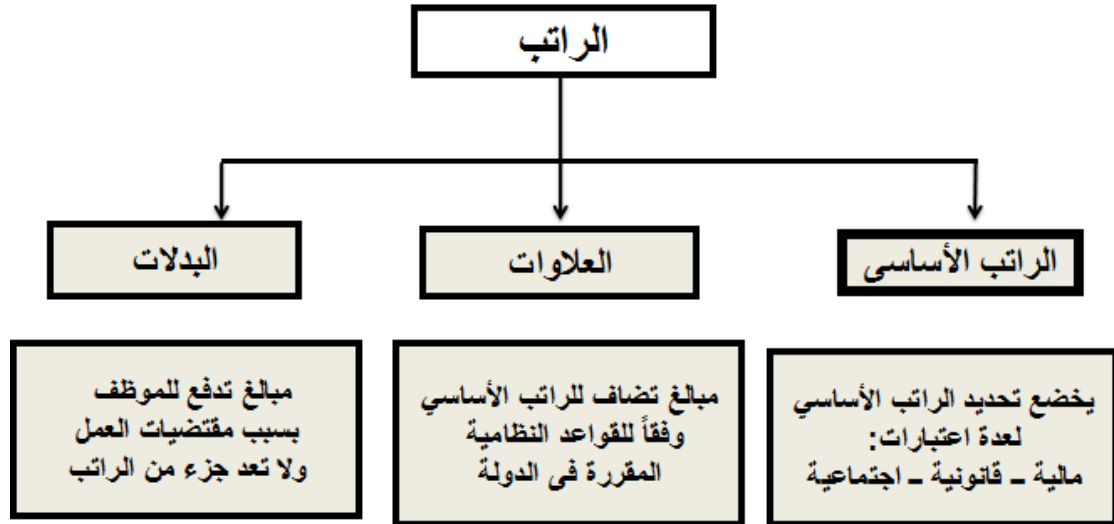 الراتب
الراتب الأساسى
العلاوات
البدلات
يخضع تحديد الراتب الأساسي
لعدة اعتبارات:
مالية – قانونية – اجتماعية
مبالغ تضاف للراتب الأساسي
وفقاً للقواعد النظامية
المقررة فى الدولة
مبالغ تدفع للموظف
بسبب مقتضيات العمل
ولا تعد جزء من الراتب